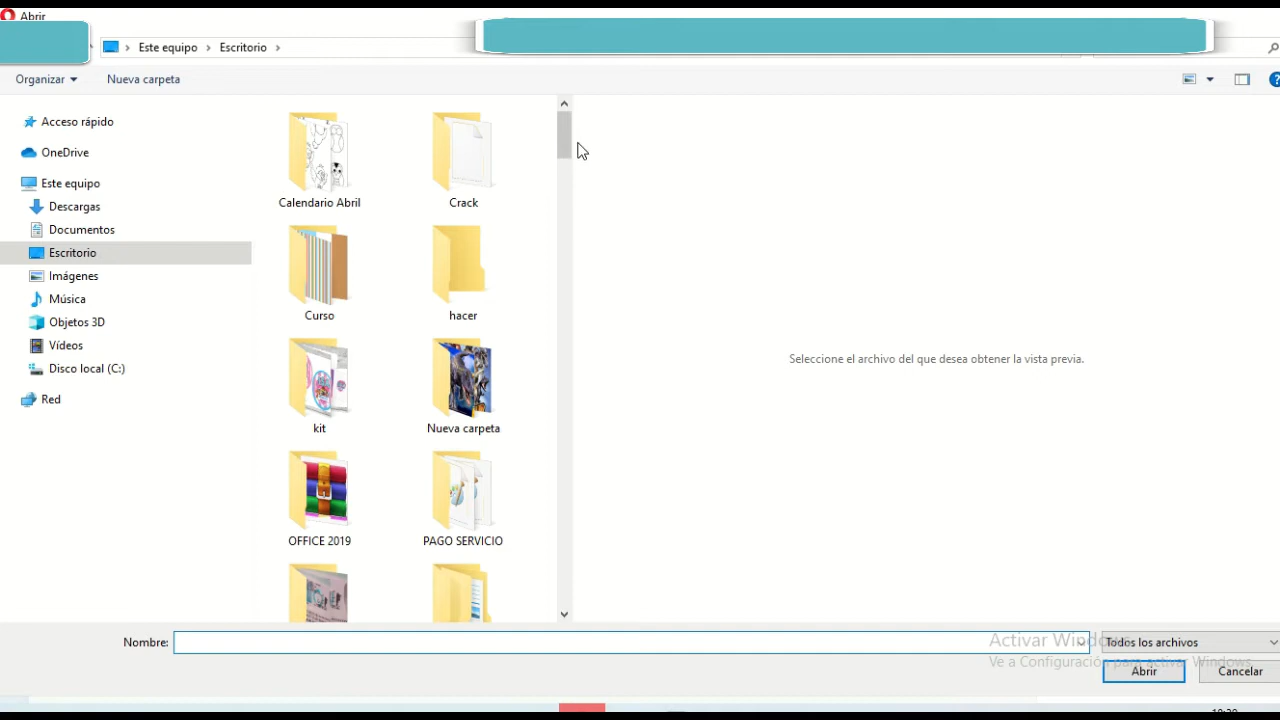 Abrir
Este equipo > Escritorio >
Organizar
Nueva carpeta
Acceso rápido
OneDrive
Este equipo
Descargas
Documentos
Escritorio
Imágenes
Música
Objetos 3D
Vídeos
Disco local (C:)
Red
Calendario Abril
Crack
Curso
hacer
kit
Nueva carpeta
OFFICE 2019
PAGO SERVICIO
Seleccione el archivo del que desea obtener la vista previa.
Nombre:
Todos los archivos
Activar Windows
Ve a Configuración para activar Windows.
Abrir
Cancelar